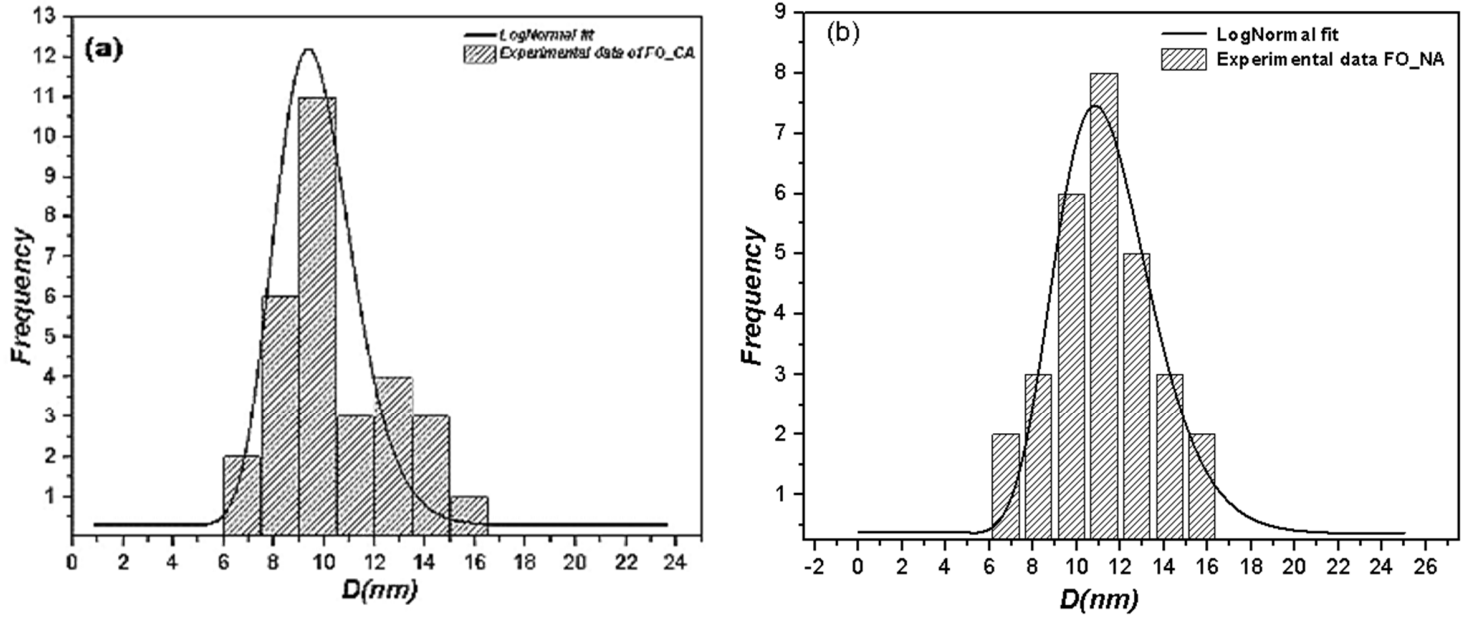 (a)
LogNormal fit
Experimental data of FO_CA
Frequency
13
12
11
10
9
8
7
6
5
4
3
2
1
0 2 4 6 8 10 12 14 16 18 20 22 24
D(nm)
(b)
LogNormal fit
Experimental data FO_NA
Frequency
9
8
7
6
5
4
3
2
1
-2 0 2 4 6 8 10 12 14 16 18 20 22 24 26
D(nm)